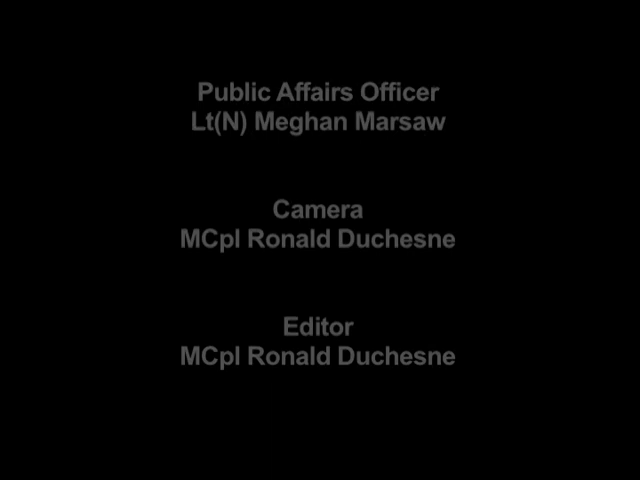 Public Affairs Officer
Lt(N) Meghan Marsaw
Camera
MCpl Ronald Duchesne
Editor
MCpl Ronald Duchesne